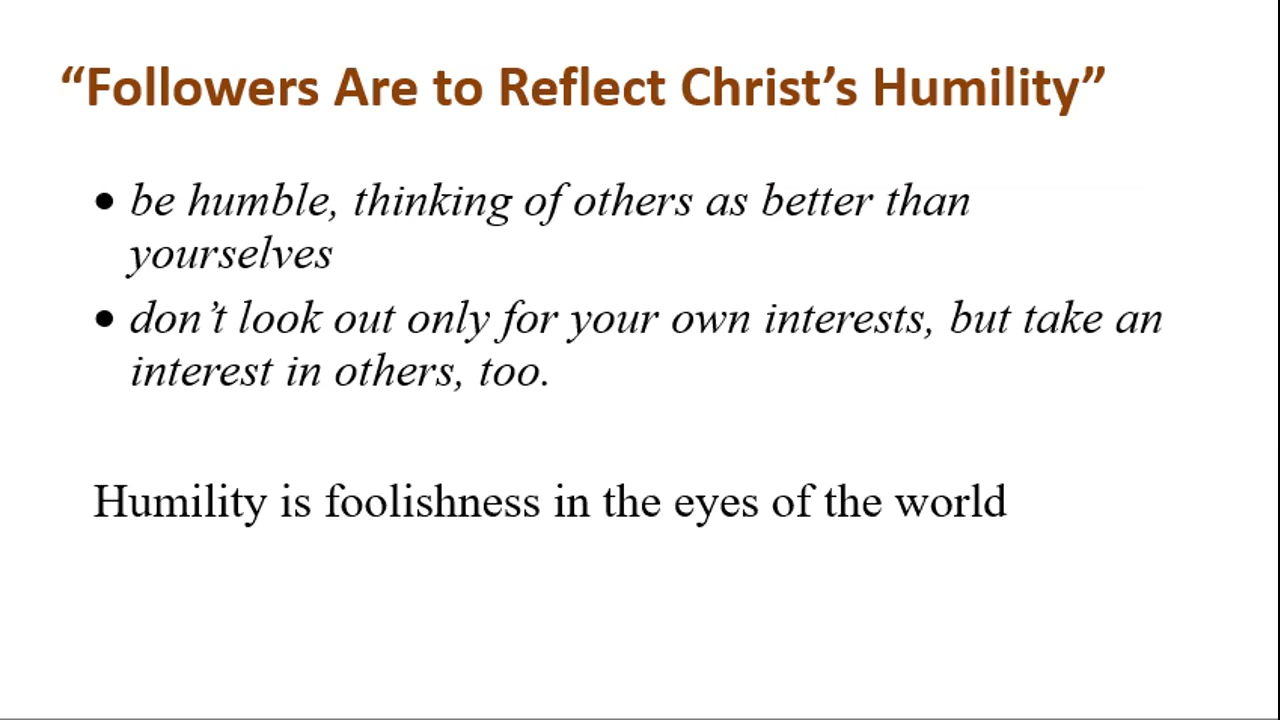 “Followers Are to Reflect Christ’s Humility”
• be humble, thinking of others as better than
yourselves
• don’t look out only for your own interests, but take an
interest in others, too.
Humility is foolishness in the eyes of the world